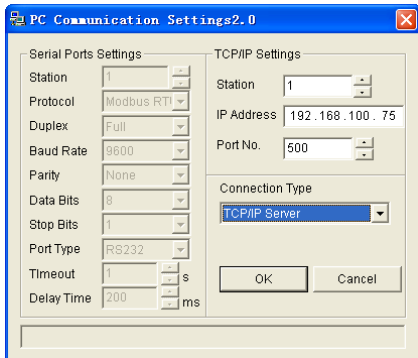 PC Communication Settings2.0
Serial Ports Settings
Station 1
Protocol Modbus RTU
Duplex Full
Baud Rate 9600
Parity None
Data Bits 8
Stop Bits 1
Port Type RS232
Timeout 1 s
Delay Time 200 ms
TCP/IP Settings
Station 1
IP Address 192.168.100.75
Port No. 500
Connection Type
TCP/IP Server
OK Cancel